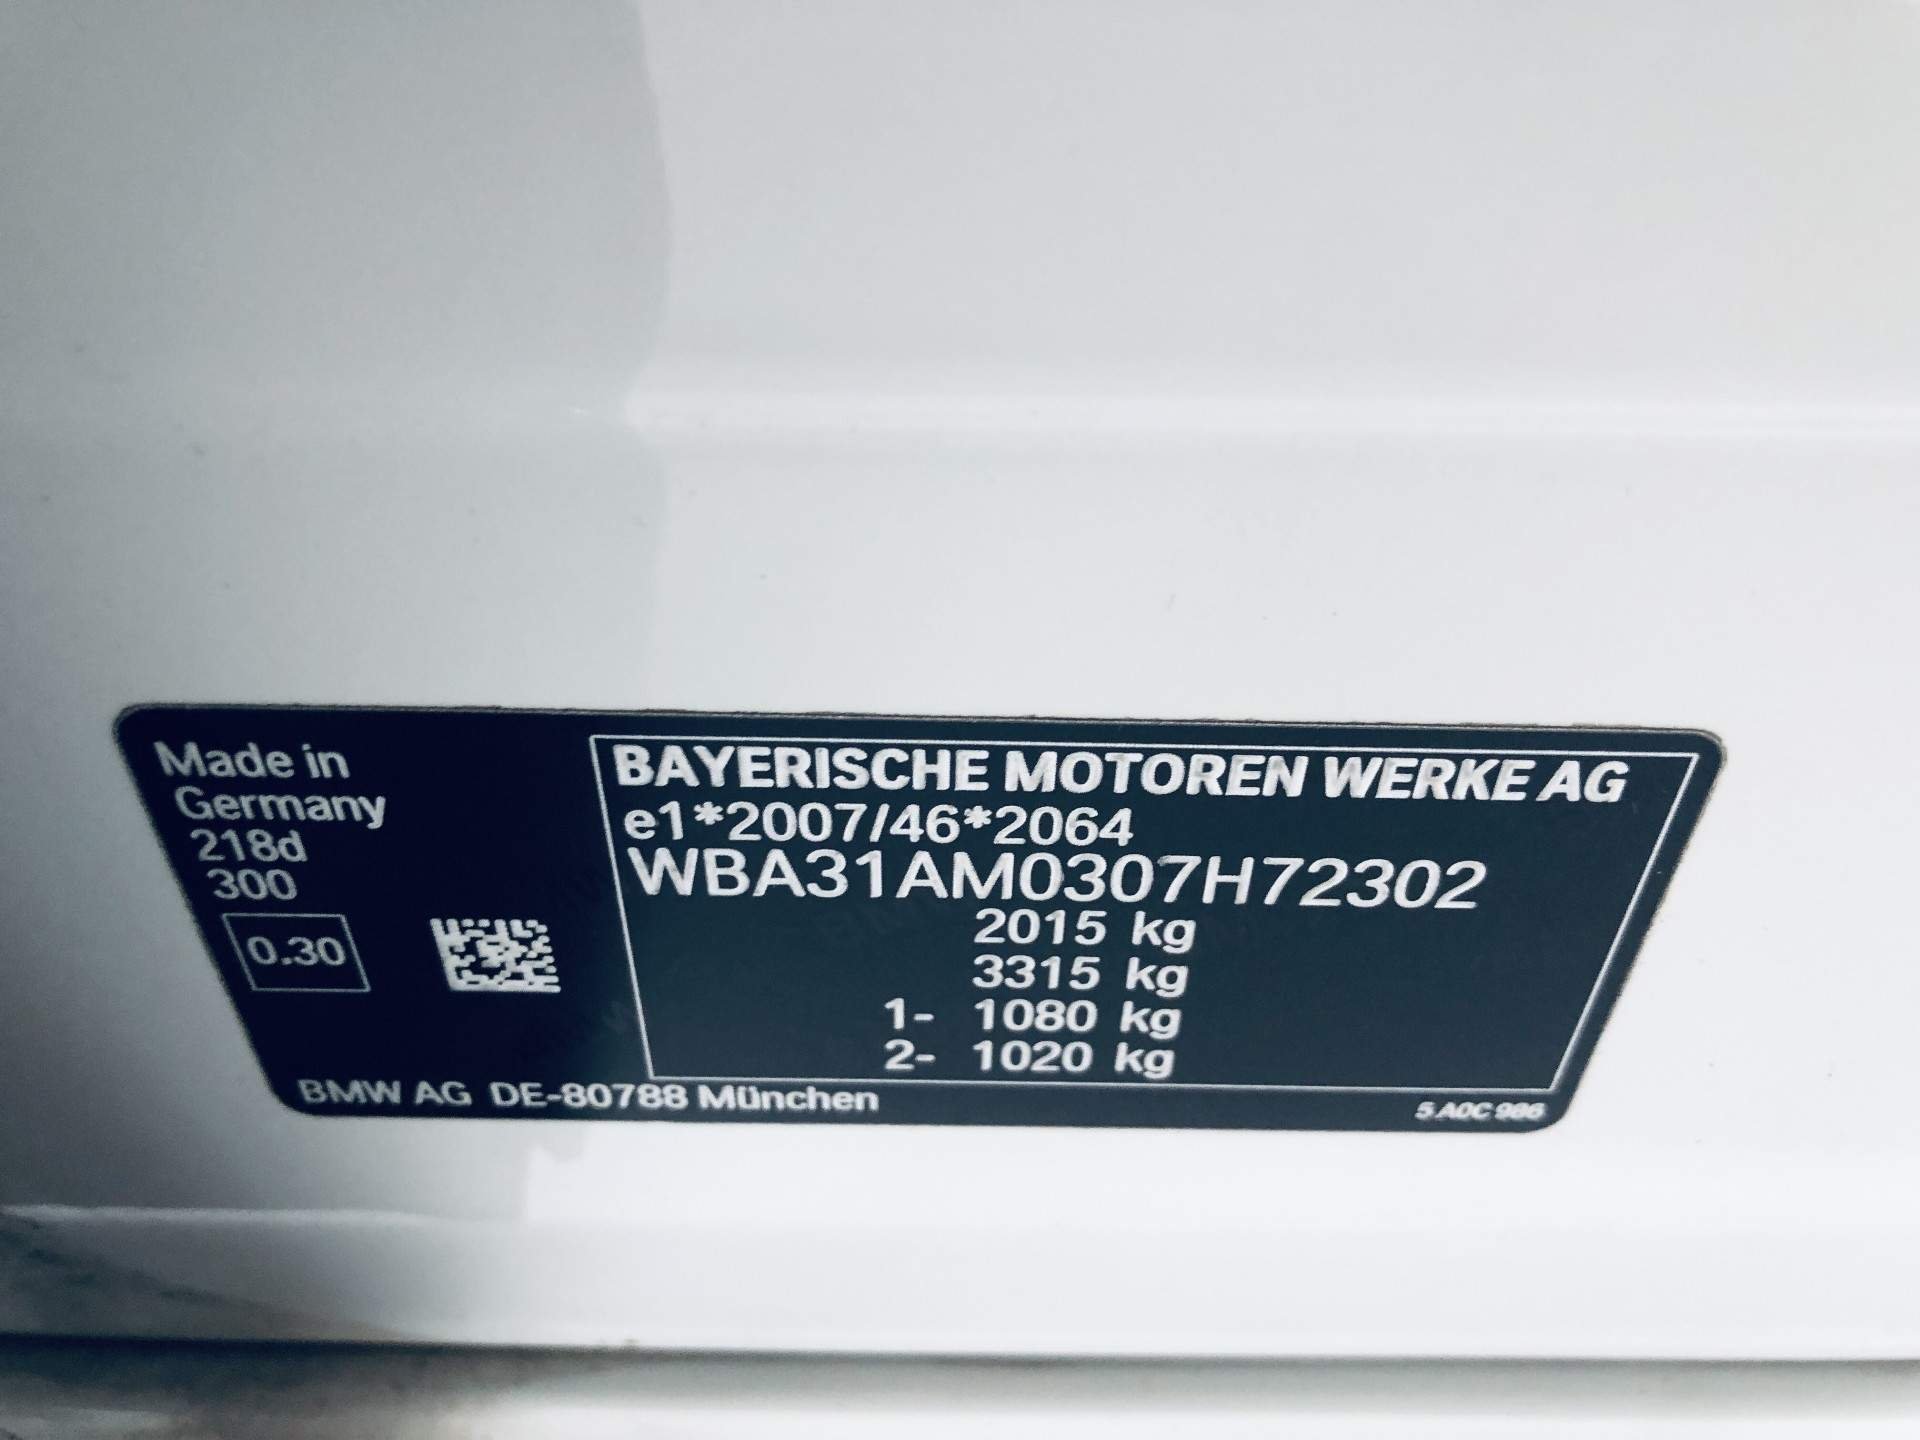 Made in
Germany
218d
300
0.30
BAYERISCHE MOTOREN WERKE AG
e1*2007/46*2064
WBA31AM0307H72302
2015 kg
3315 kg
1- 1080 kg
2- 1020 kg
BMW AG DE-80788 München
5 A0C 986